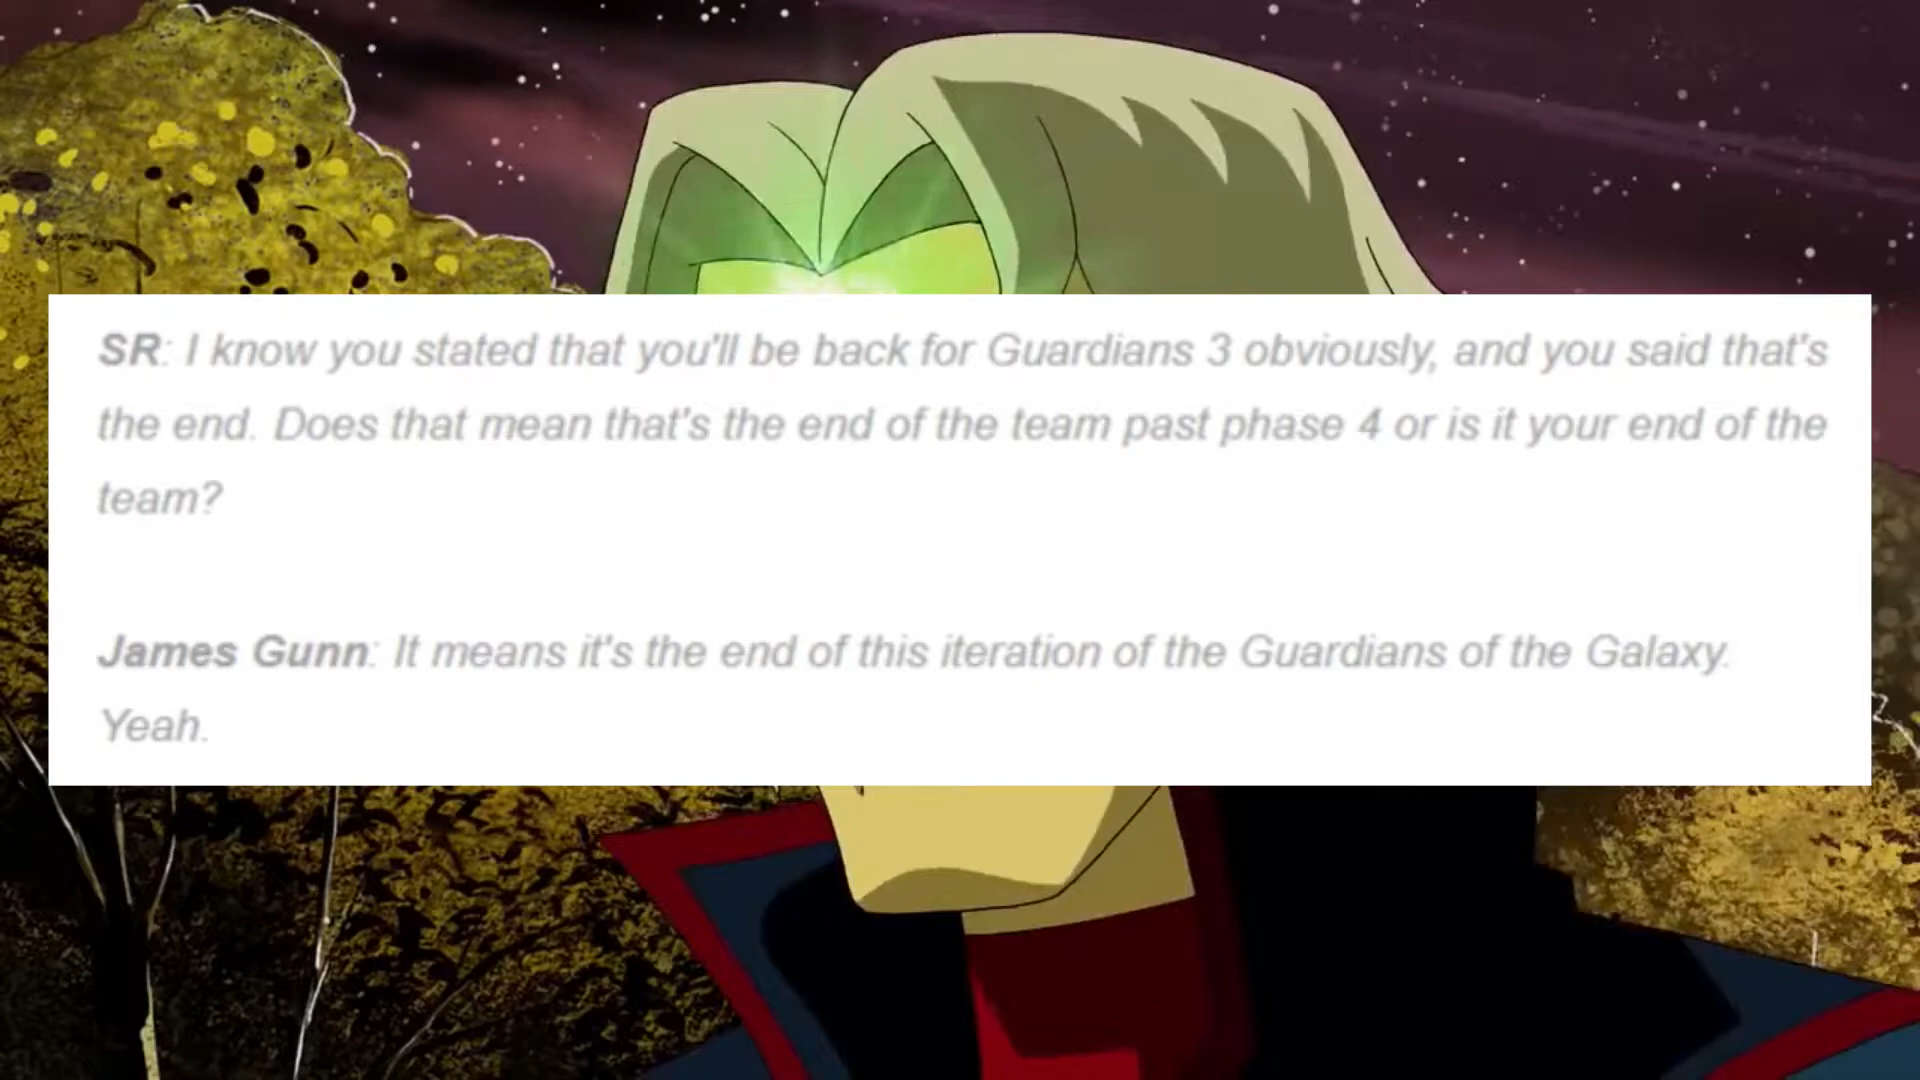 SR: I know you stated that you'll be back for Guardians 3 obviously, and you said that's
the end. Does that mean that's the end of the team past phase 4 or is it your end of the
team?
James Gunn: It means it's the end of this iteration of the Guardians of the Galaxy.
Yeah.